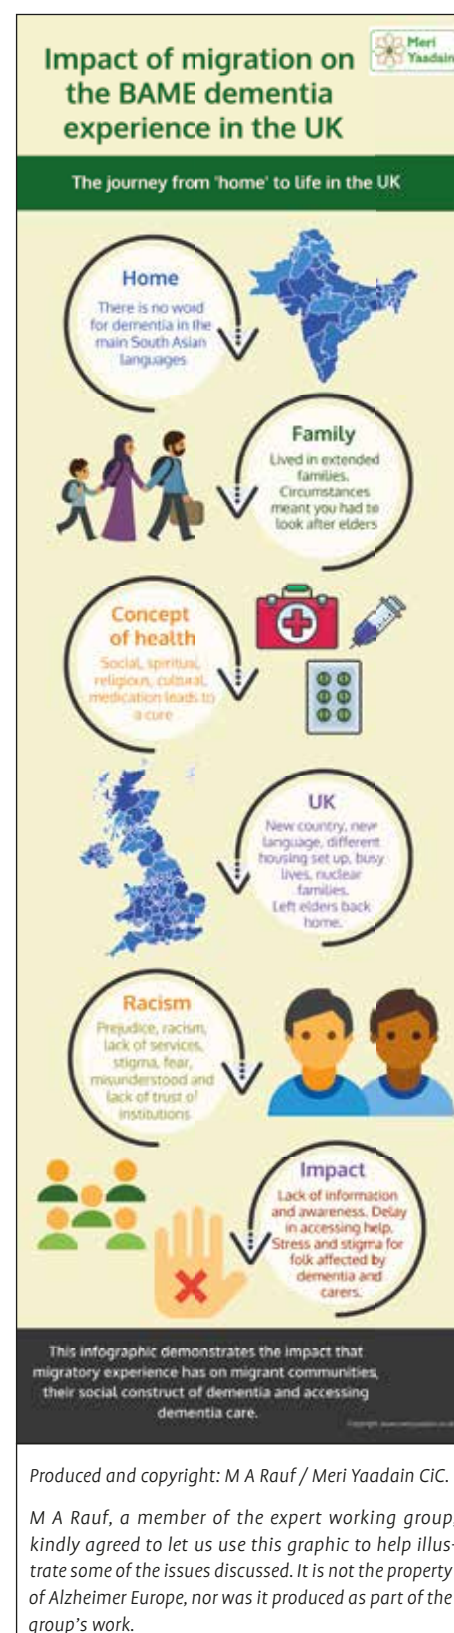 Impact of migration on
the BAME dementia
experience in the UK
Meri
Yaadain
The journey from 'home' to life in the UK
Home
There is no word
for dementia in the
main South Asian
languages
Family
Lived in extended
families.
Circumstances
meant you had to
look after elders
Concept
of health
Social, spiritual,
religious, cultural,
medication leads to
a cure
UK
New country, new
language, different
housing set up, busy
lives, nuclear
families.
Left elders back
home.
Racism
Prejudice, racism,
lack of services,
stigma, fear,
misunderstood and
lack of trust of
institutions
Impact
Lack of information
and awareness. Delay
in accessing help.
Stress and stigma for
folk affected by
dementia and
carers.
This infographic demonstrates the impact that
migratory experience has on migrant communities,
their social construct of dementia and accessing
dementia care.
Produced and copyright: M A Rauf / Meri Yaadain CiC.
M A Rauf, a member of the expert working group,
kindly agreed to let us use this graphic to help illus-
trate some of the issues discussed. It is not the property
of Alzheimer Europe, nor was it produced as part of the
group's work.